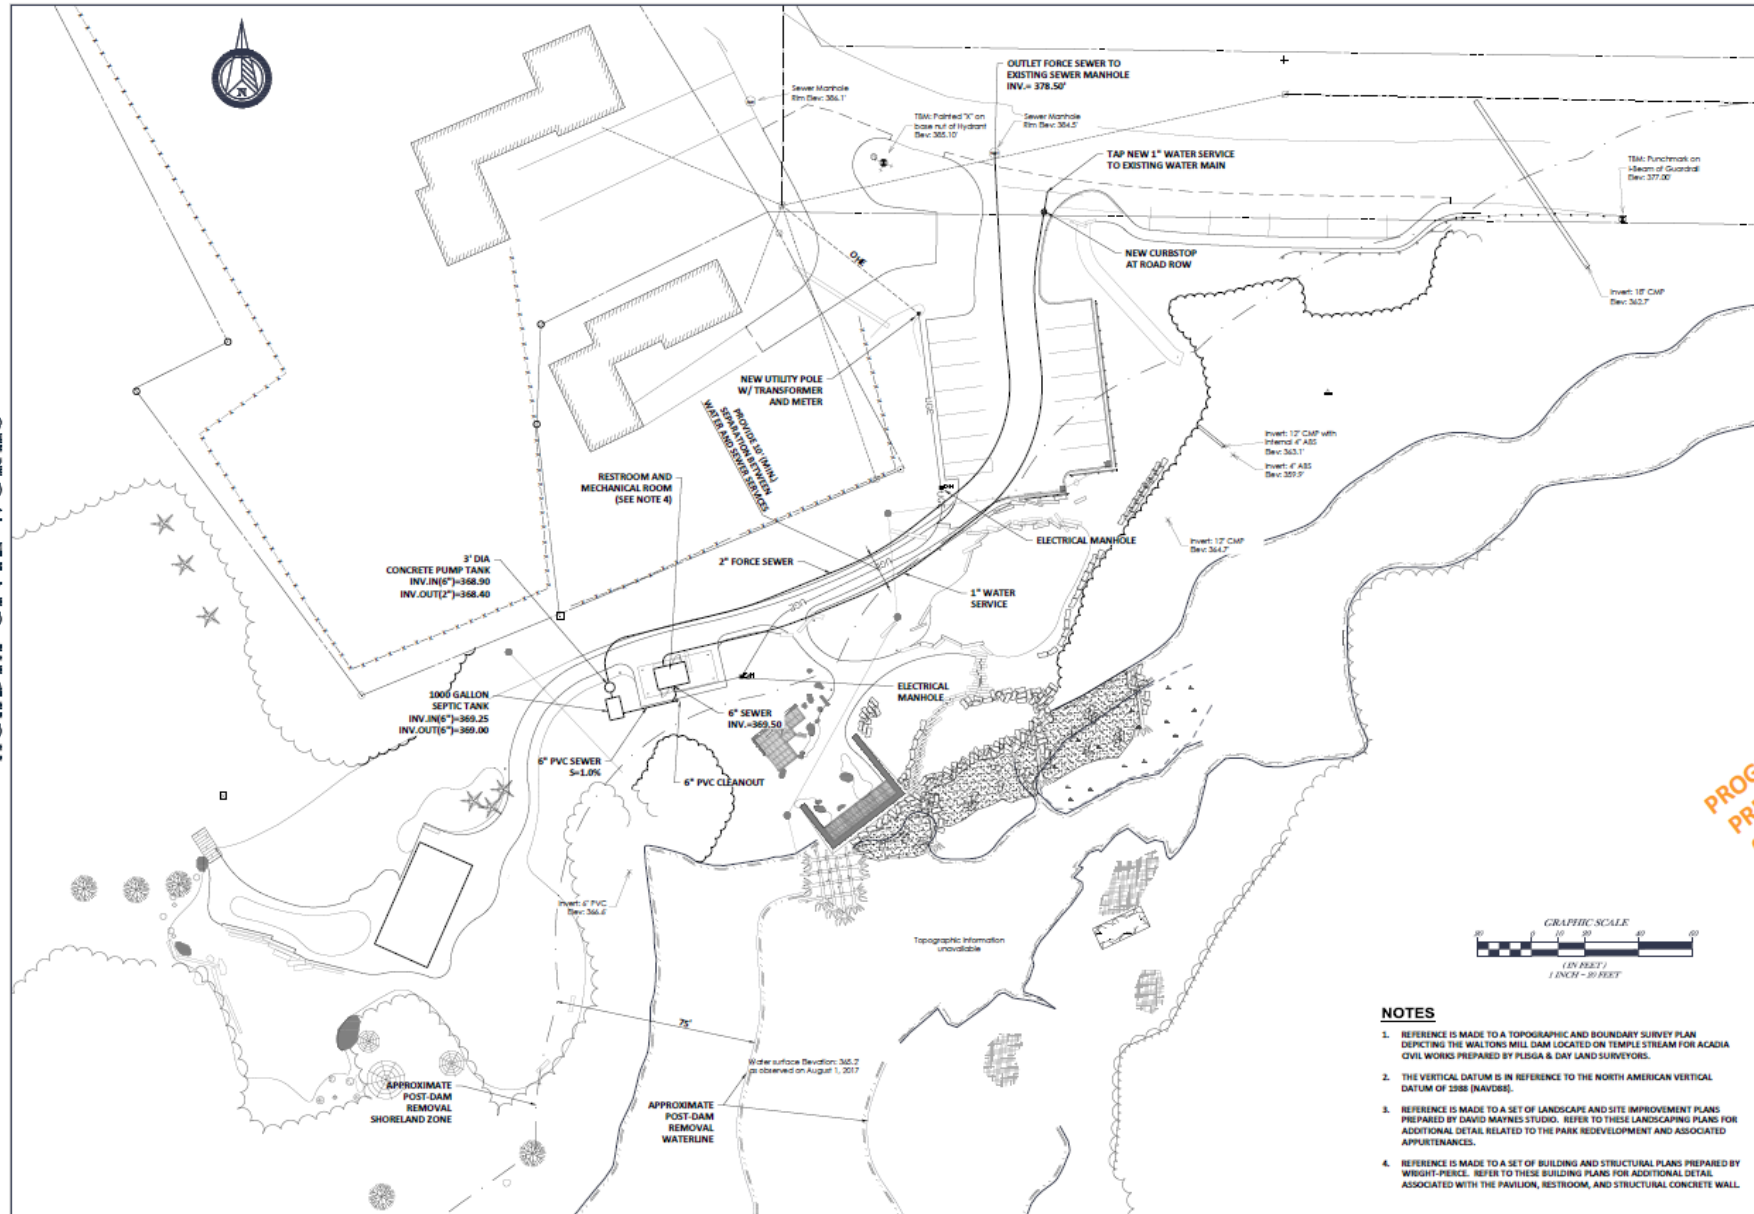 N
Sewer Manhole
Rim Elev: 386.1'
TBM: Painted "X" on
base nut of Hydrant
Elev: 385.10'
OUTLET FORCE SEWER TO
EXISTING SEWER MANHOLE
INV.= 378.50'
Sewer Manhole
Rim Elev: 384.5'
TAP NEW 1" WATER SERVICE
TO EXISTING WATER MAIN
TBM: Punchmark on
I-Beam of Guardrail
Elev: 377.00'
NEW CURBSTOP
AT ROAD ROW
OHE
Invert: 18" CMP
Elev: 362.7'
NEW UTILITY POLE
W/ TRANSFORMER
AND METER
UGE
PROVIDE 10' (MIN.)
SEPARATION BETWEEN
WATER AND SEWER SERVICES
Invert: 12" CMP with
Internal 4" ABS
Elev: 363.1'
Invert: 4" ABS
Elev: 359.9'
RESTROOM AND
MECHANICAL ROOM
(SEE NOTE 4)
ELECTRICAL MANHOLE
Invert: 12" CMP
Elev: 364.7'
3' DIA
CONCRETE PUMP TANK
INV.IN(6")=368.90
INV.OUT(2")=368.40
2" FORCE SEWER
UGE
1" WATER
SERVICE
UGE
1000 GALLON
SEPTIC TANK
INV.IN(6")=369.25
INV.OUT(6")=369.00
ELECTRICAL
MANHOLE
6" SEWER
INV.=369.50
6" PVC SEWER
S=1.0%
6" PVC CLEANOUT
Invert: 6" PVC
Elev: 366.6'
Topographic Information
unavailable
75'
Water surface Elevation: 365.2'
as observed on August 1, 2017
APPROXIMATE
POST-DAM
REMOVAL
SHORELAND ZONE
APPROXIMATE
POST-DAM
REMOVAL
WATERLINE
GRAPHIC SCALE
20 0 10 20 40 60
( IN FEET )
1 INCH = 20 FEET
NOTES
1. REFERENCE IS MADE TO A TOPOGRAPHIC AND BOUNDARY SURVEY PLAN
DEPICTING THE WALTONS MILL DAM LOCATED ON TEMPLE STREAM FOR ACADIA
CIVIL WORKS PREPARED BY PLISGA & DAY LAND SURVEYORS.
2. THE VERTICAL DATUM IS IN REFERENCE TO THE NORTH AMERICAN VERTICAL
DATUM OF 1988 (NAVD88).
3. REFERENCE IS MADE TO A SET OF LANDSCAPE AND SITE IMPROVEMENT PLANS
PREPARED BY DAVID MAYNES STUDIO. REFER TO THESE LANDSCAPING PLANS FOR
ADDITIONAL DETAIL RELATED TO THE PARK REDEVELOPMENT AND ASSOCIATED
APPURTENANCES.
4. REFERENCE IS MADE TO A SET OF BUILDING AND STRUCTURAL PLANS PREPARED BY
WRIGHT-PIERCE. REFER TO THESE BUILDING PLANS FOR ADDITIONAL DETAIL
ASSOCIATED WITH THE PAVILION, RESTROOM, AND STRUCTURAL CONCRETE WALL.